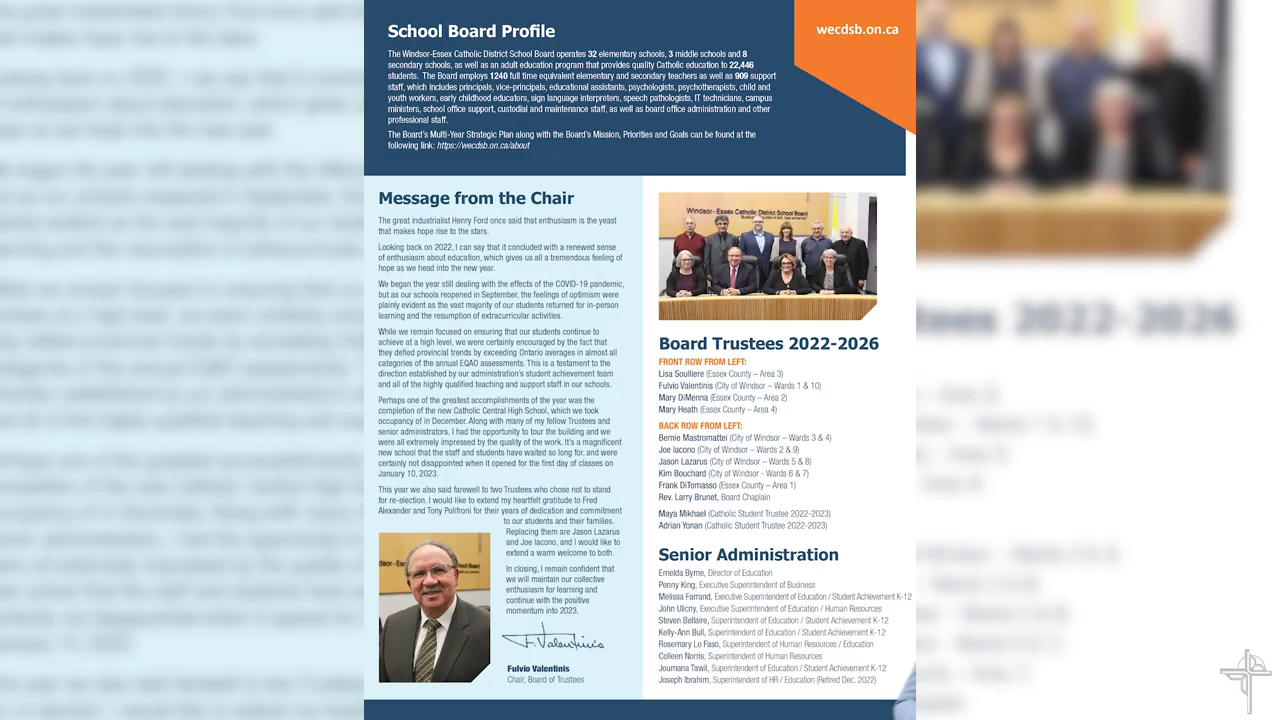 School Board Profile
wecdsb.on.ca
The Windsor-Essex Catholic District School Board operates 32 elementary schools, 3 middle schools and 8
secondary schools, as well as an adult education program that provides quality Catholic education to 22,446
students. The Board employs 1240 full time equivalent elementary and secondary teachers as well as 909 support
staff, which includes principals, vice-principals, educational assistants, psychologists, psychotherapists, child and
youth workers, early childhood educators, sign language interpreters, speech pathologists, IT technicians, campus
ministers, school office support, custodial and maintenance staff, as well as board office administration and other
professional staff.
The Board's Multi-Year Strategic Plan along with the Board's Mission, Priorities and Goals can be found at the
following link: https://wecdsb.on.ca/about
Message from the Chair
The great industrialist Henry Ford once said that enthusiasm is the yeast
that makes hope rise to the stars.
Looking back on 2022, I can say that it concluded with a renewed sense
of enthusiasm about education, which gives us all a tremendous feeling of
hope as we head into the new year.
We began the year still dealing with the effects of the COVID-19 pandemic,
but as our schools reopened in September, the feelings of optimism were
plainly evident as the vast majority of our students returned for in-person
learning and the resumption of extracurricular activities.
While we remain focused on ensuring that our students continue to
achieve at a high level, we were certainly encouraged by the fact that
they defied provincial trends by exceeding Ontario averages in almost all
categories of the annual EQAO assessments. This is a testament to the
direction established by our administration's student achievement team
and all of the highly qualified teaching and support staff in our schools.
Perhaps one of the greatest accomplishments of the year was the
completion of the new Catholic Central High School, which we took
occupancy of in December. Along with many of my fellow Trustees and
senior administrators, I had the opportunity to tour the building and we
were all extremely impressed by the quality of the work. It's a magnificent
new school that the staff and students have waited so long for, and were
certainly not disappointed when it opened for the first day of classes on
January 10, 2023.
This year we also said farewell to two Trustees who chose not to stand
for re-election. I would like to extend my heartfelt gratitude to Fred
Alexander and Tony Polifroni for their years of dedication and commitment
to our students and their families.
Replacing them are Jason Lazarus
and Joe Iacono, and I would like to
extend a warm welcome to both.
In closing, I remain confident that
we will maintain our collective
enthusiasm for learning and
continue with the positive
momentum into 2023.
F. Valentinis
Fulvio Valentinis
Chair, Board of Trustees
Windsor-Essex Catholic District School Board
Board Trustees 2022-2026
FRONT ROW FROM LEFT:
Lisa Soulliere (Essex County – Area 3)
Fulvio Valentinis (City of Windsor – Wards 1 & 10)
Mary DiMenna (Essex County – Area 2)
Mary Heath (Essex County – Area 4)
BACK ROW FROM LEFT:
Bernie Mastromattei (City of Windsor – Wards 3 & 4)
Joe Iacono (City of Windsor – Wards 2 & 9)
Jason Lazarus (City of Windsor – Wards 5 & 8)
Kim Bouchard (City of Windsor - Wards 6 & 7)
Frank DiTomasso (Essex County – Area 1)
Rev. Larry Brunet, Board Chaplain
Maya Mikhael (Catholic Student Trustee 2022-2023)
Adrian Yonan (Catholic Student Trustee 2022-2023)
Senior Administration
Emelda Byrne, Director of Education
Penny King, Executive Superintendent of Business
Melissa Farrand, Executive Superintendent of Education / Student Achievement K-12
John Ulicny, Executive Superintendent of Education / Human Resources
Steven Bellaire, Superintendent of Education / Student Achievement K-12
Kelly-Ann Bull, Superintendent of Education / Student Achievement K-12
Rosemary Lo Faso, Superintendent of Human Resources / Education
Colleen Norris, Superintendent of Human Resources
Joumana Tawil, Superintendent of Education / Student Achievement K-12
Joseph Ibrahim, Superintendent of HR / Education (Retired Dec. 2022)